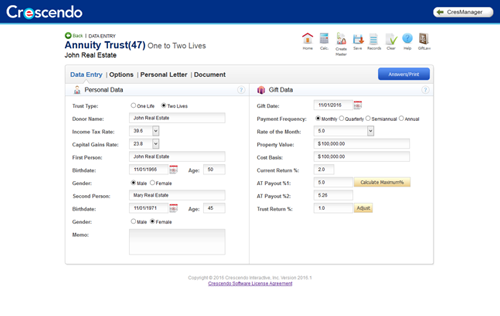 Crescendo
CresManager
Back | DATA ENTRY
Annuity Trust(47) One to Two Lives
John Real Estate
Home Calc Create Master Save Records Clear Help GiftLaw
Data Entry | Options | Personal Letter | Document
Answers/Print
Personal Data ?
Trust Type: One Life Two Lives
Donor Name: John Real Estate
Income Tax Rate: 39.6
Capital Gains Rate: 23.8
First Person: John Real Estate
Birthdate: 11/01/1966 Age: 50
Gender: Male Female
Second Person: Mary Real Estate
Birthdate: 11/01/1971 Age: 45
Gender: Male Female
Memo:
Gift Data ?
Gift Date: 11/01/2016
Payment Frequency: Monthly Quarterly Semiannual Annual
Rate of the Month: 5.0
Property Value: $ 100,000.00
Cost Basis: $ 100,000.00
Current Return %: 2.0
AT Payout %1: 5.0 Calculate Maximum%
AT Payout %2: 5.26
Trust Return %: 1.0 Adjust
Copyright © 2016 Crescendo Interactive, Inc. Version 2016.1
Crescendo Software License Agreement